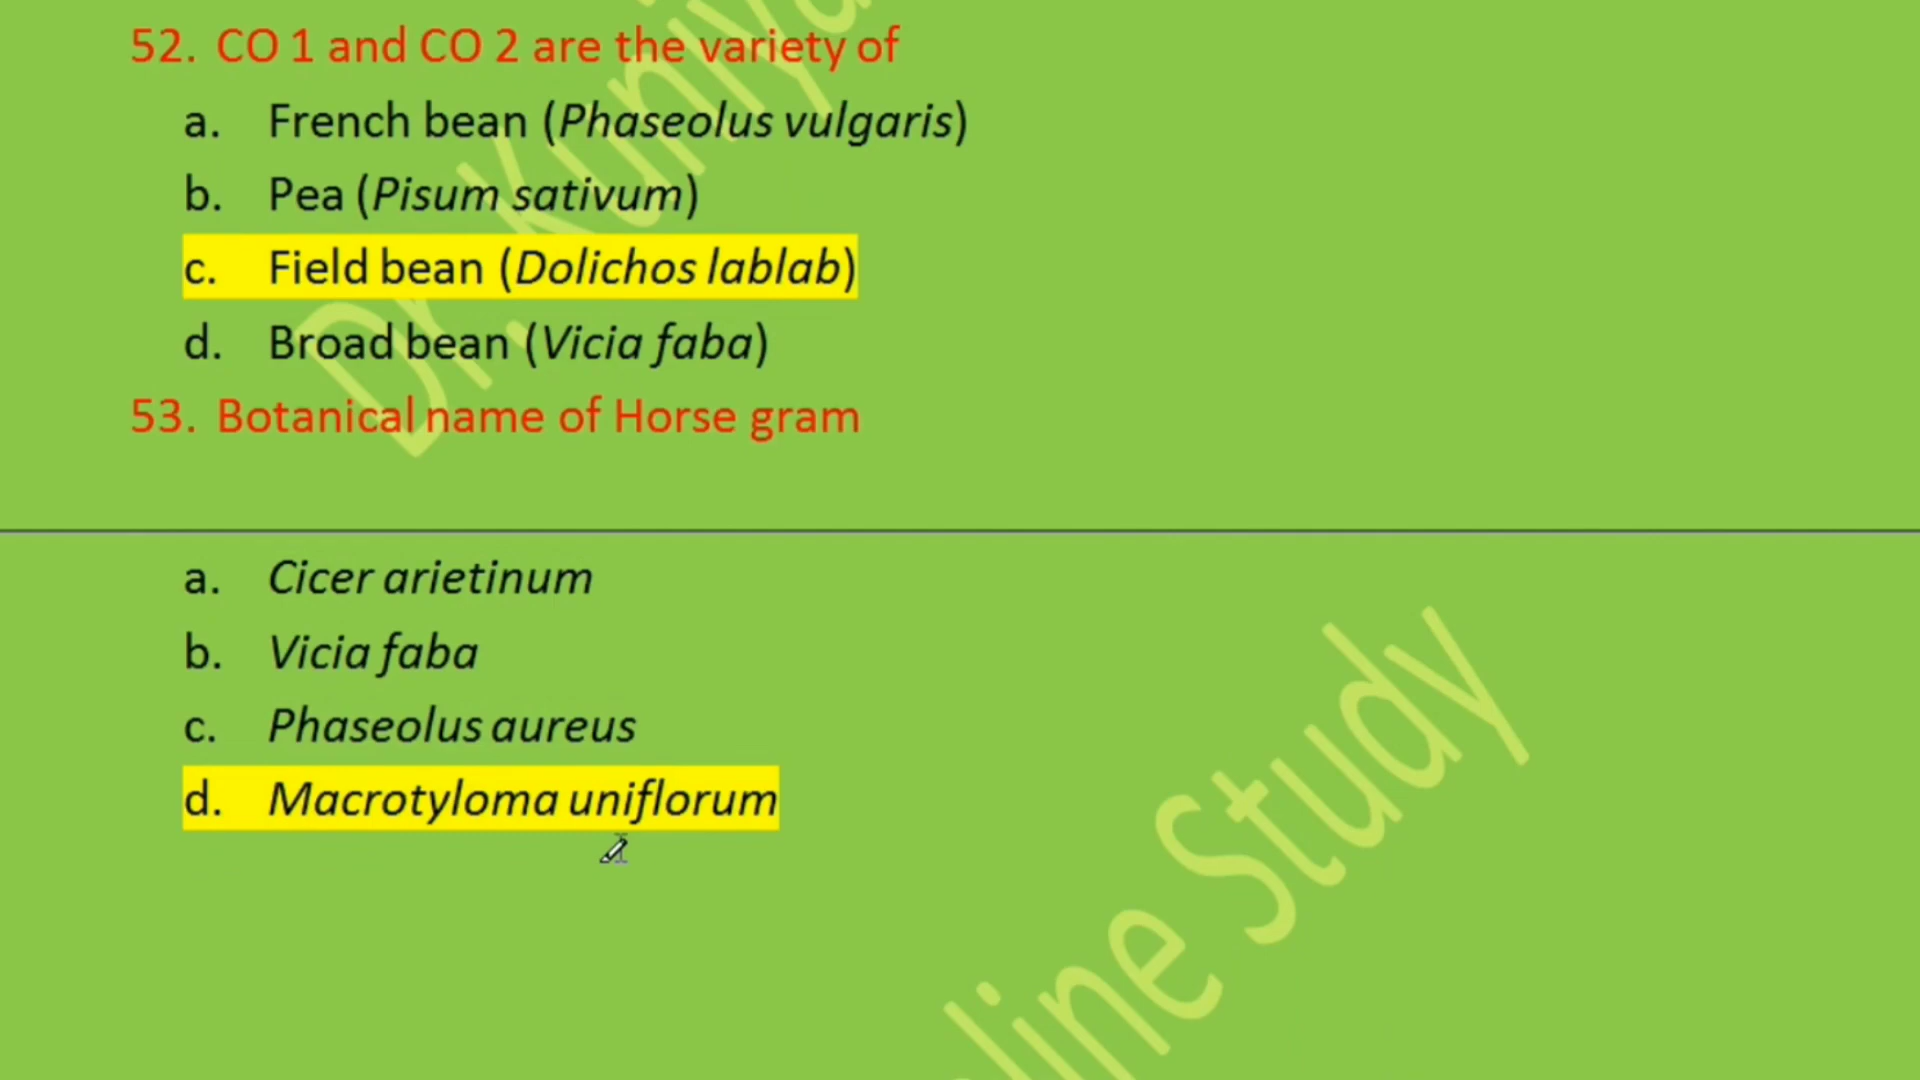 52. CO 1 and CO 2 are the variety of
a. French bean (Phaseolus vulgaris)
b. Pea (Pisum sativum)
c. Field bean (Dolichos lablab)
d. Broad bean (Vicia faba)
53. Botanical name of Horse gram
a. Cicer arietinum
b. Vicia faba
c. Phaseolus aureus
d. Macrotyloma uniflorum
Study